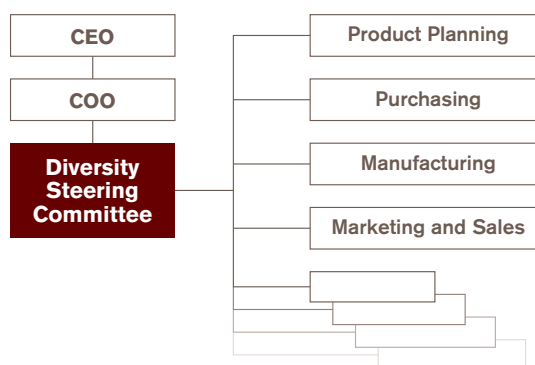 CEO
COO
Diversity
Steering
Committee
Product Planning
Purchasing
Manufacturing
Marketing and Sales